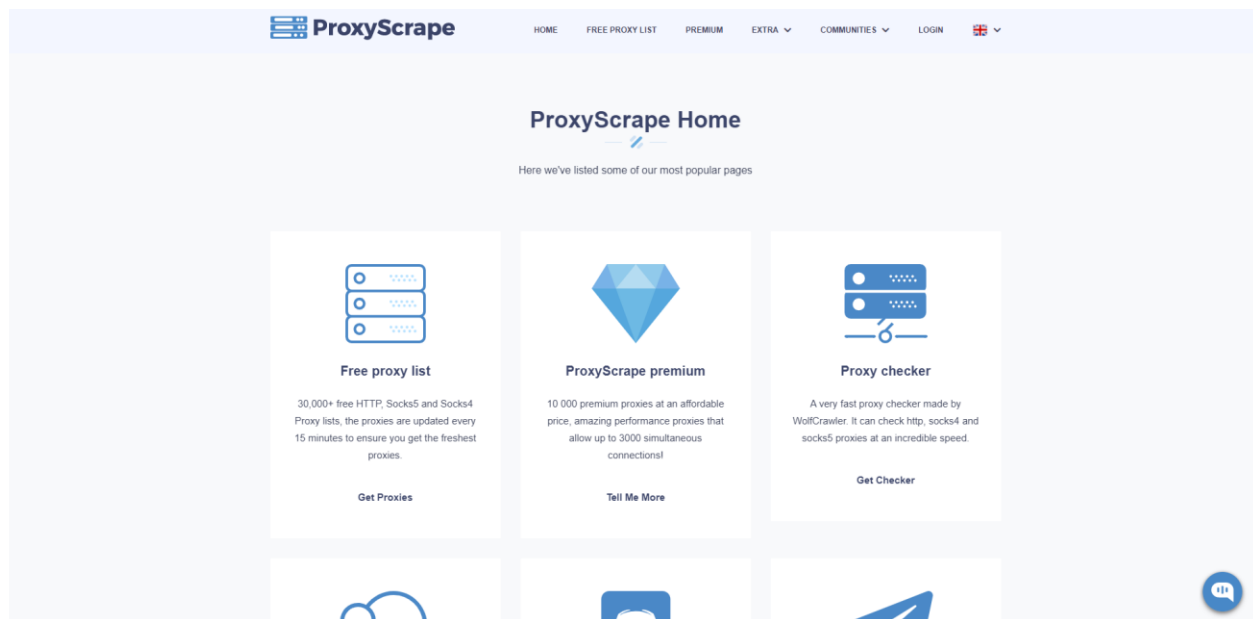 ProxyScrape
HOME
FREE PROXY LIST
PREMIUM
EXTRA
COMMUNITIES
LOGIN
ProxyScrape Home
Here we've listed some of our most popular pages
Free proxy list
30,000+ free HTTP, Socks5 and Socks4
Proxy lists, the proxies are updated every
15 minutes to ensure you get the freshest
proxies.
Get Proxies
ProxyScrape premium
10 000 premium proxies at an affordable
price, amazing performance proxies that
allow up to 3000 simultaneous
connections!
Tell Me More
Proxy checker
A very fast proxy checker made by
WolfCrawler. It can check http, socks4 and
socks5 proxies at an incredible speed.
Get Checker